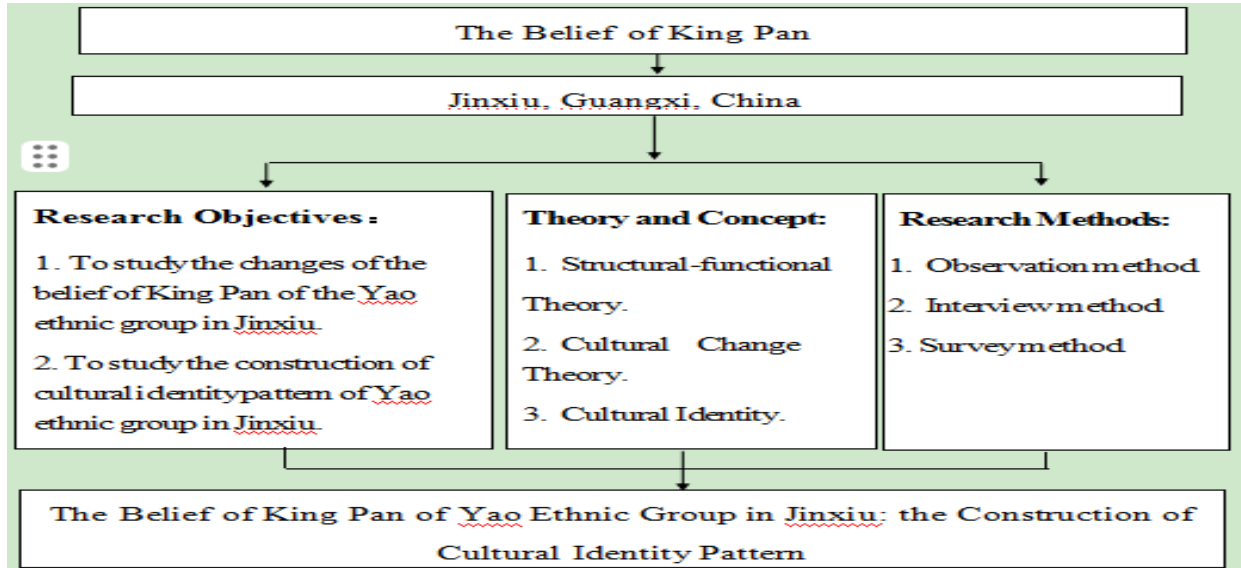 The Belief of King Pan
Jinxiu, Guangxi, China
Research Objectives：
1. To study the changes of the
belief of King Pan of the Yao
ethnic group in Jinxiu.
2. To study the construction of
cultural identity pattern of Yao
ethnic group in Jinxiu.
Theory and Concept:
1. Structural-functional
Theory.
2. Cultural Change
Theory.
3. Cultural Identity.
Research Methods:
1. Observation method
2. Interview method
3. Survey method
The Belief of King Pan of Yao Ethnic Group in Jinxiu: the Construction of
Cultural Identity Pattern